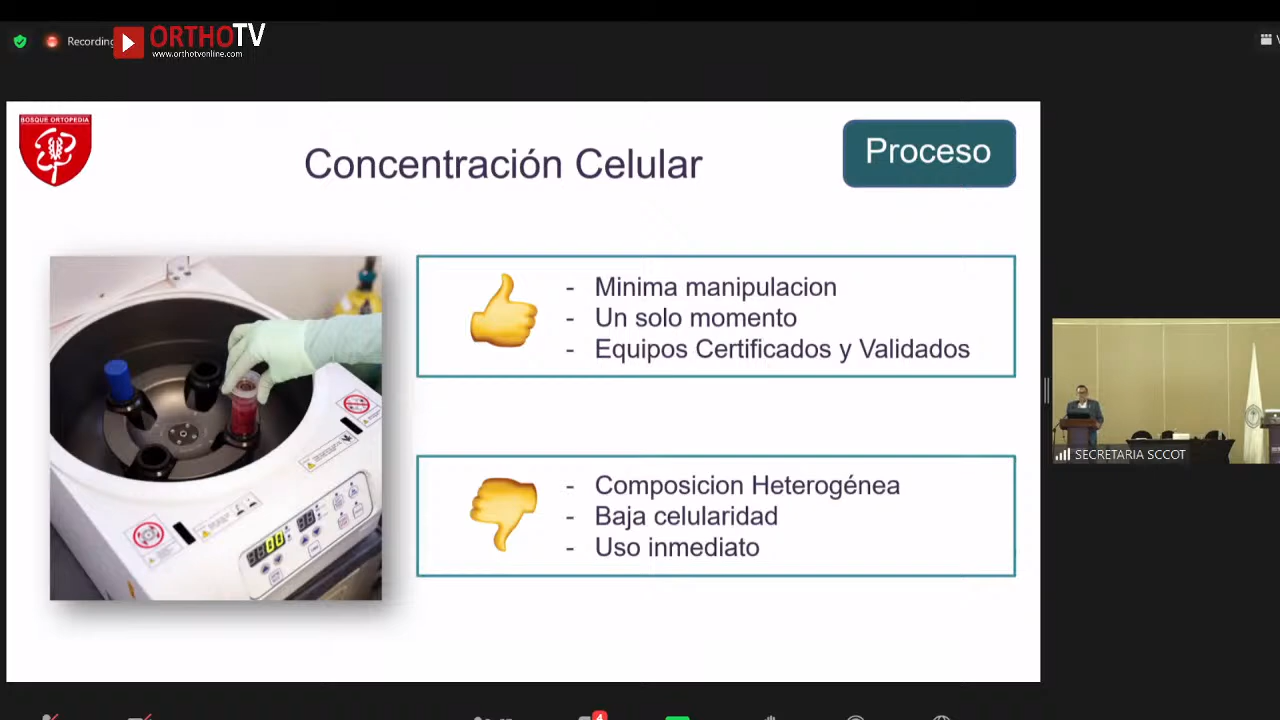 Recording
ORTHOTV
www.orthotvonline.com
BOSQUE ORTOPEDIA
Concentración Celular
Proceso
- Minima manipulacion
- Un solo momento
- Equipos Certificados y Validados
- Composicion Heterogénea
- Baja celularidad
- Uso inmediato
SECRETARIA SCCOT
4